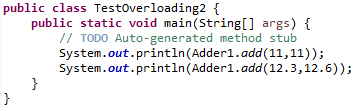 public class TestOverloading2 {
    public static void main(String[] args) {
        // TODO Auto-generated method stub
        System.out.println(Adder1.add(11,11));
        System.out.println(Adder1.add(12.3,12.6));
    }
}